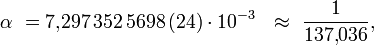 α = 7,297 352 5698 (24) · 10⁻³ ≈ 1/137,036,